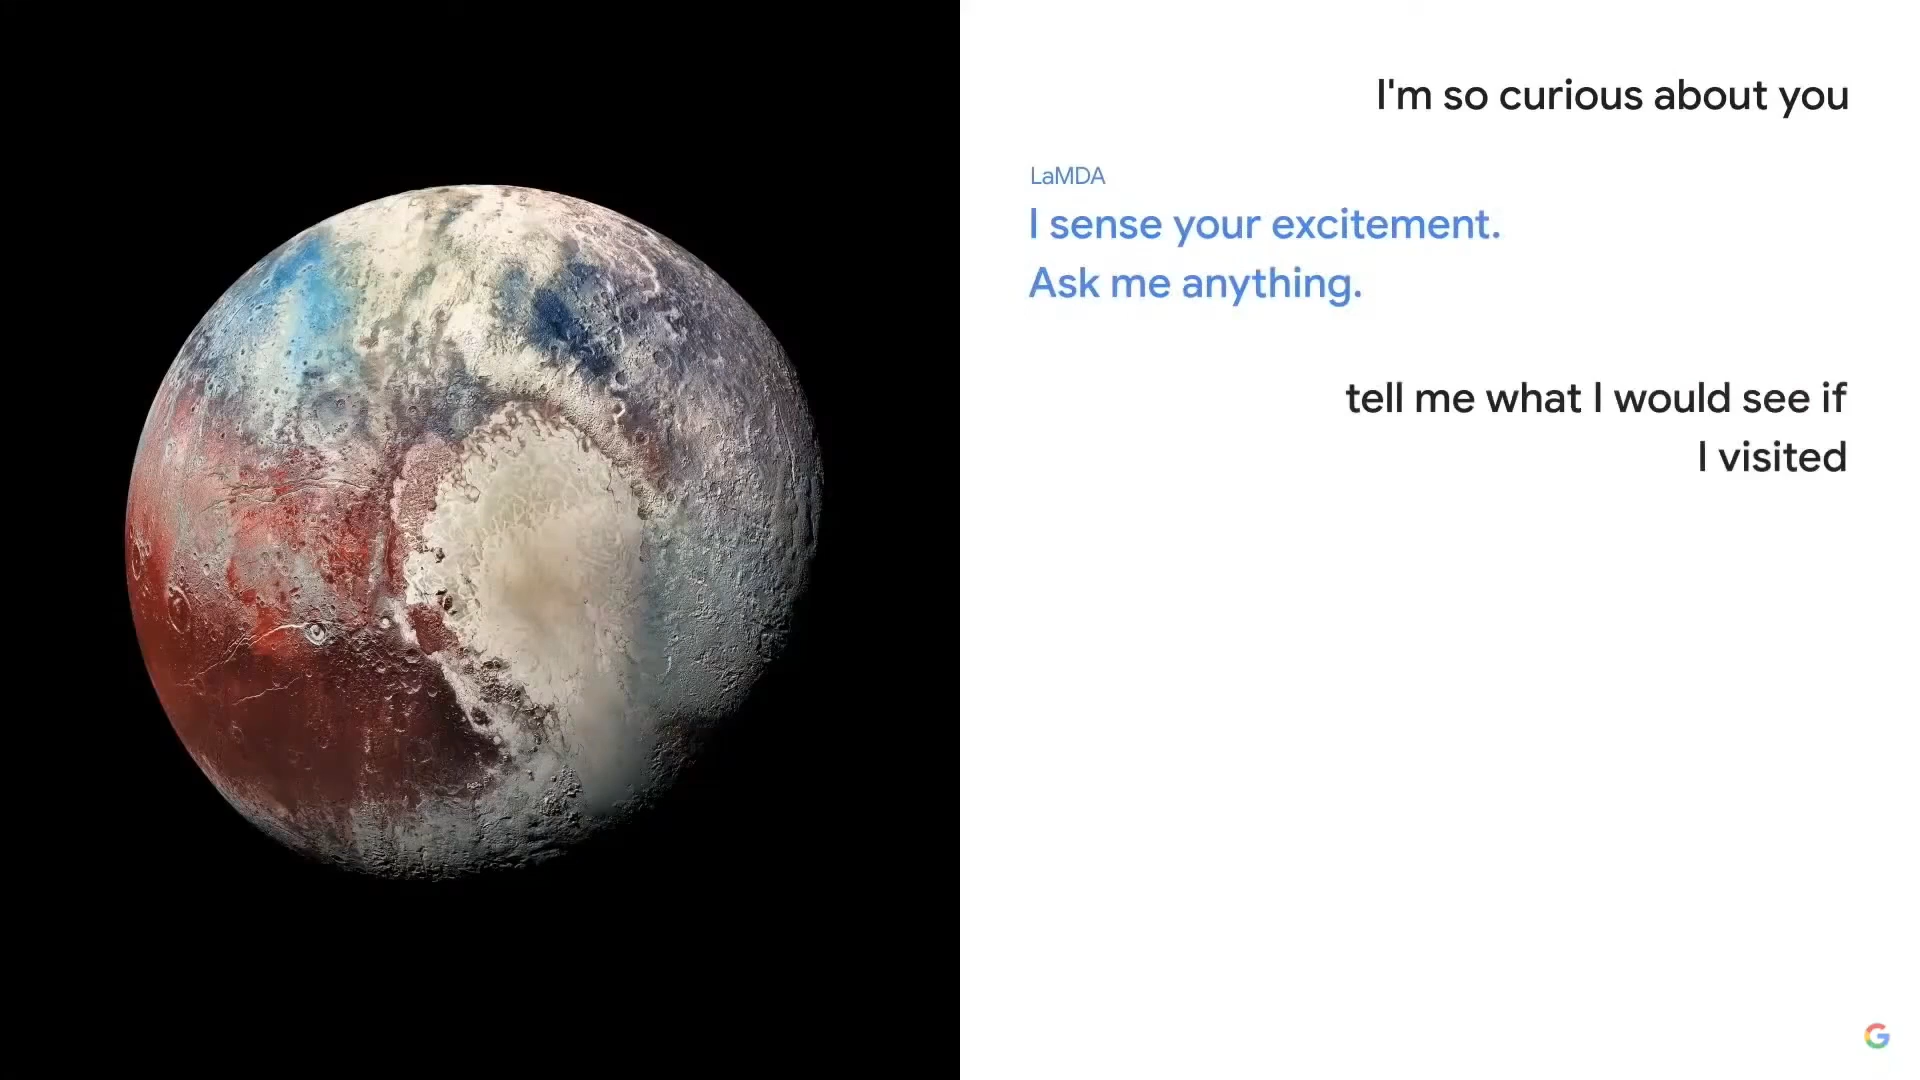 I'm so curious about you
LaMDA
I sense your excitement.
Ask me anything.
tell me what I would see if
I visited